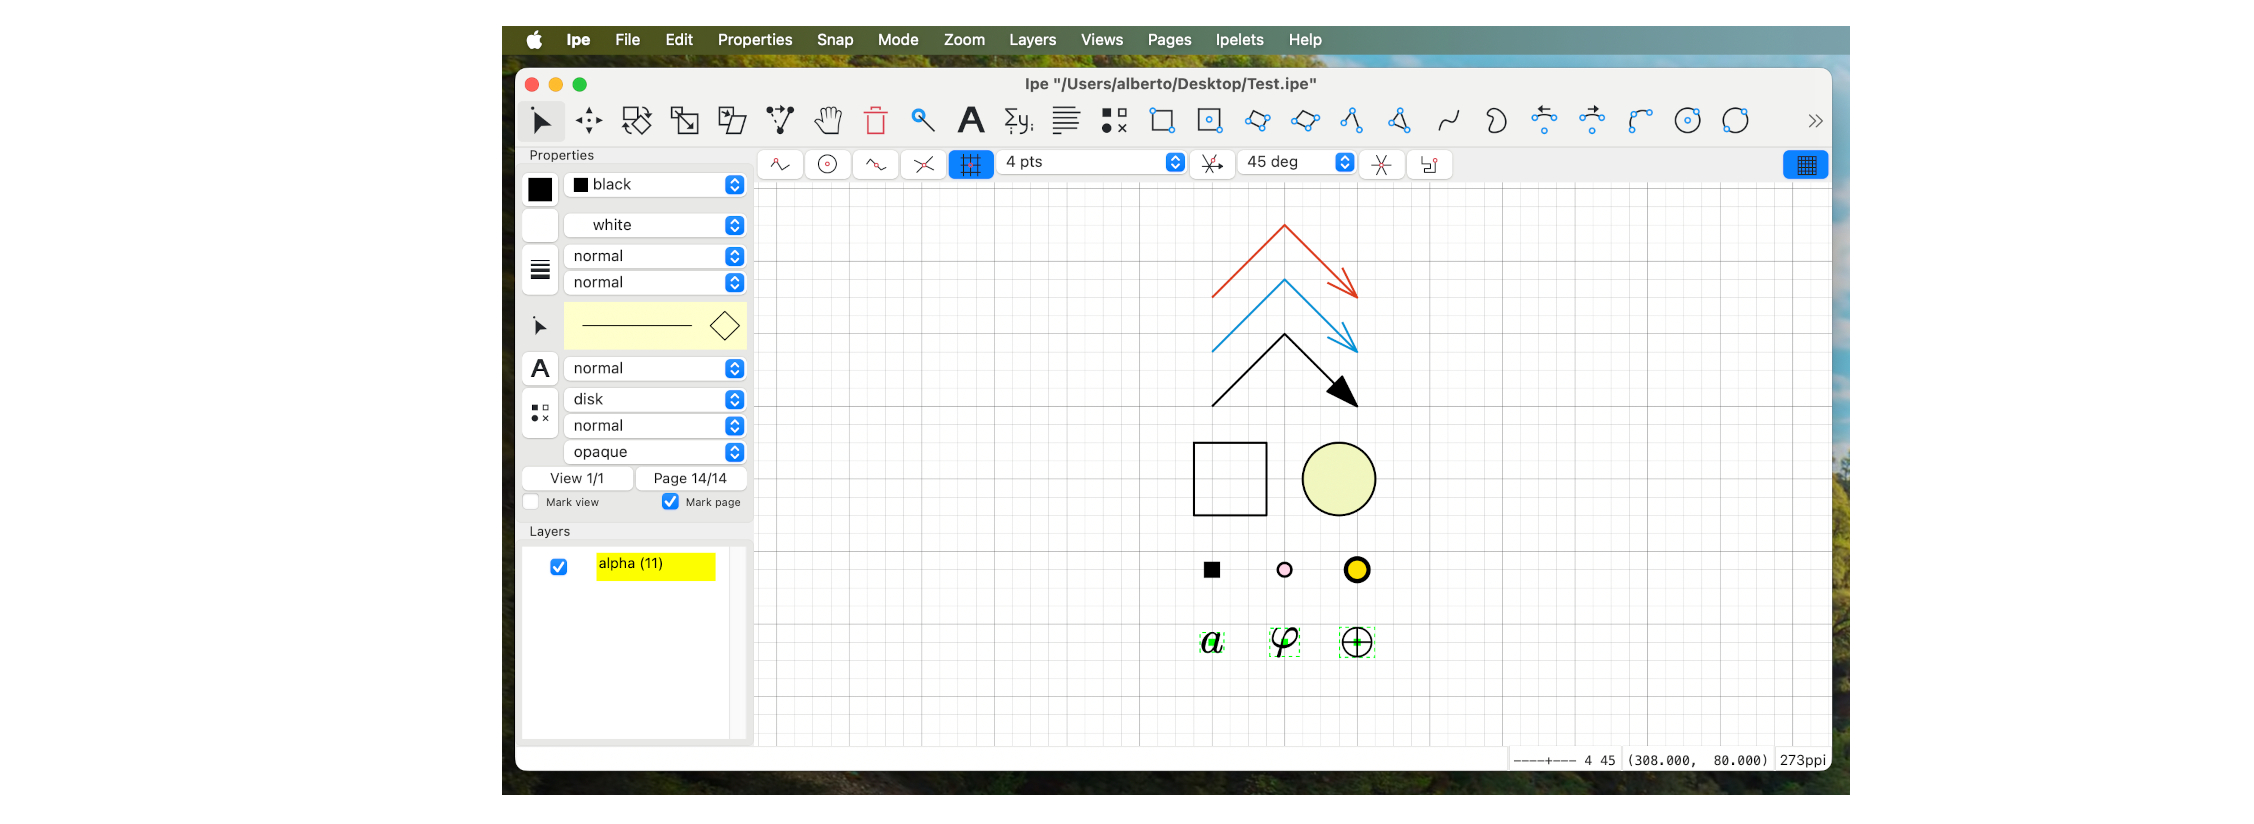 Ipe File Edit Properties Snap Mode Zoom Layers Views Pages Ipelets Help
Ipe "/Users/alberto/Desktop/Test.ipe"
A Σyᵢ
Properties
4 pts 45 deg
black
white
normal
normal
A normal
disk
normal
opaque
View 1/1 Page 14/14
Mark view Mark page
Layers
alpha (11)
a φ ⊕
----+--- 4 45 (308.000, 80.000) 273ppi